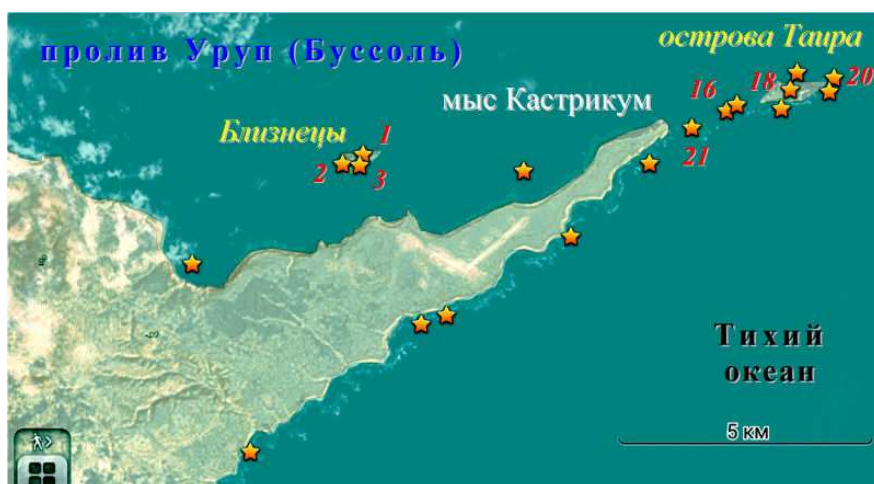 пролив Уруп (Буссоль)
острова Таира
мыс Кастрикум
16
18
20
Близнецы
1
2
3
21
Тихий
океан
5 км